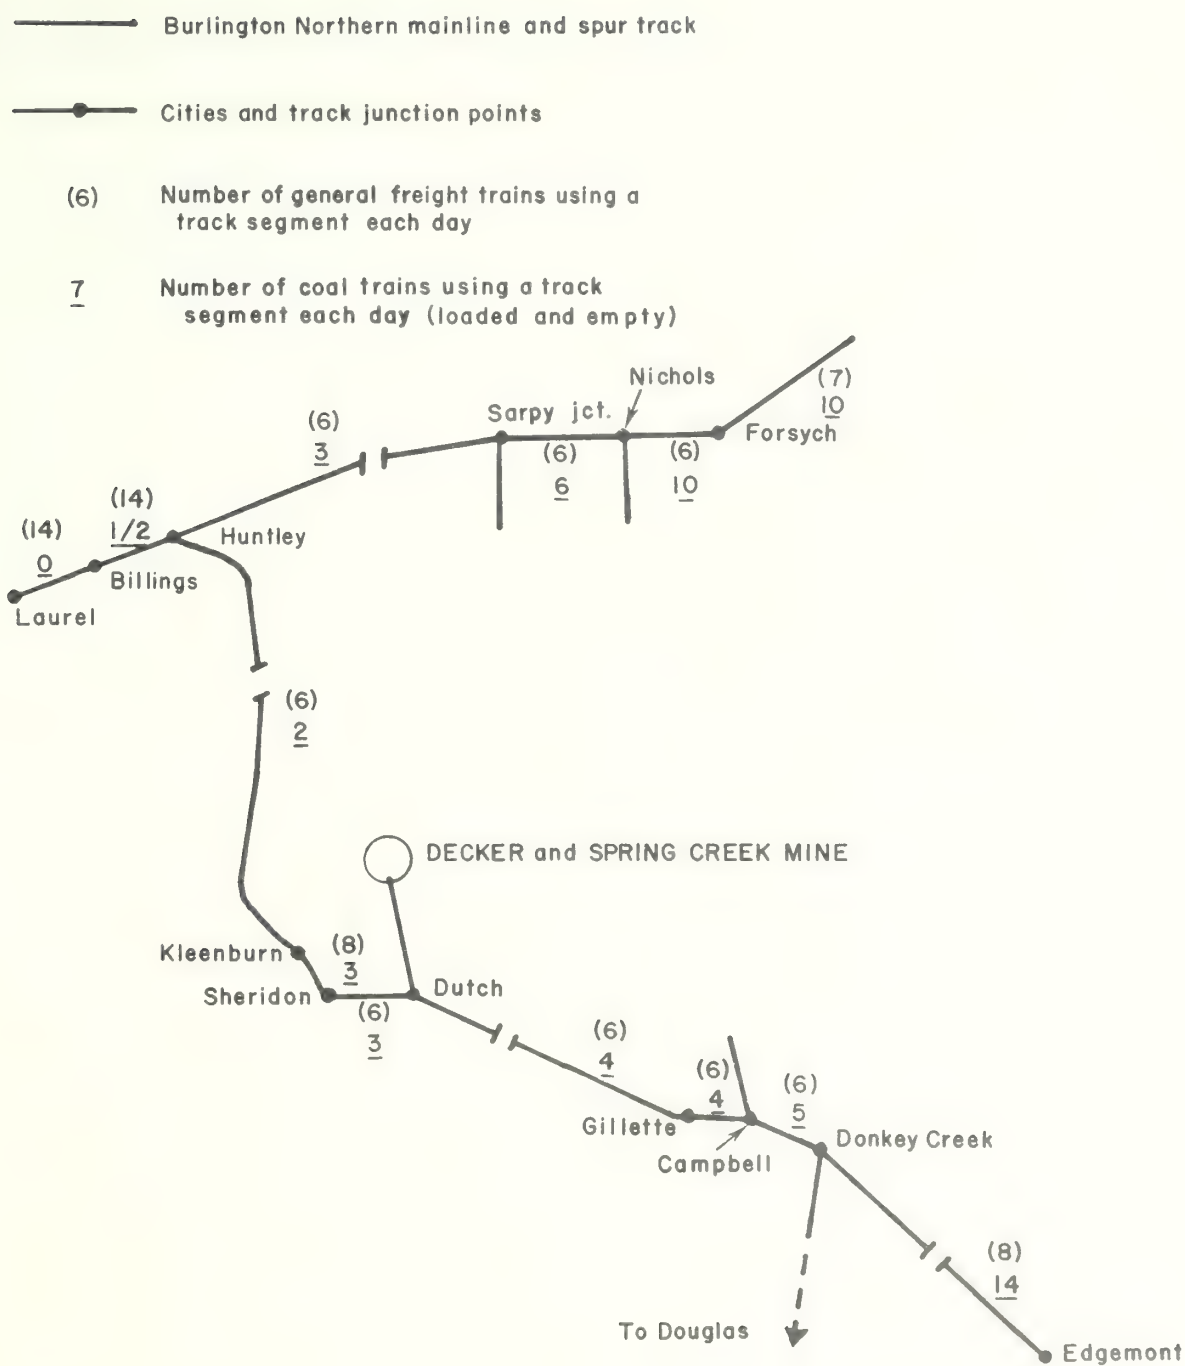 Burlington Northern mainline and spur track
Cities and track junction points
(6) Number of general freight trains using a
track segment each day
7 Number of coal trains using a track
segment each day (loaded and empty)
Nichols
(7)
10
Sarpy jct.
Forsych
(6)
3
(6)
6
(6)
10
(14)
1/2
Huntley
(14)
0
Billings
Laurel
(6)
2
DECKER and SPRING CREEK MINE
Kleenburn
(8)
3
Sheridon
Dutch
(6)
3
(6)
4
(6)
4
(6)
5
Gillette
Donkey Creek
Campbell
(8)
14
To Douglas
Edgemont